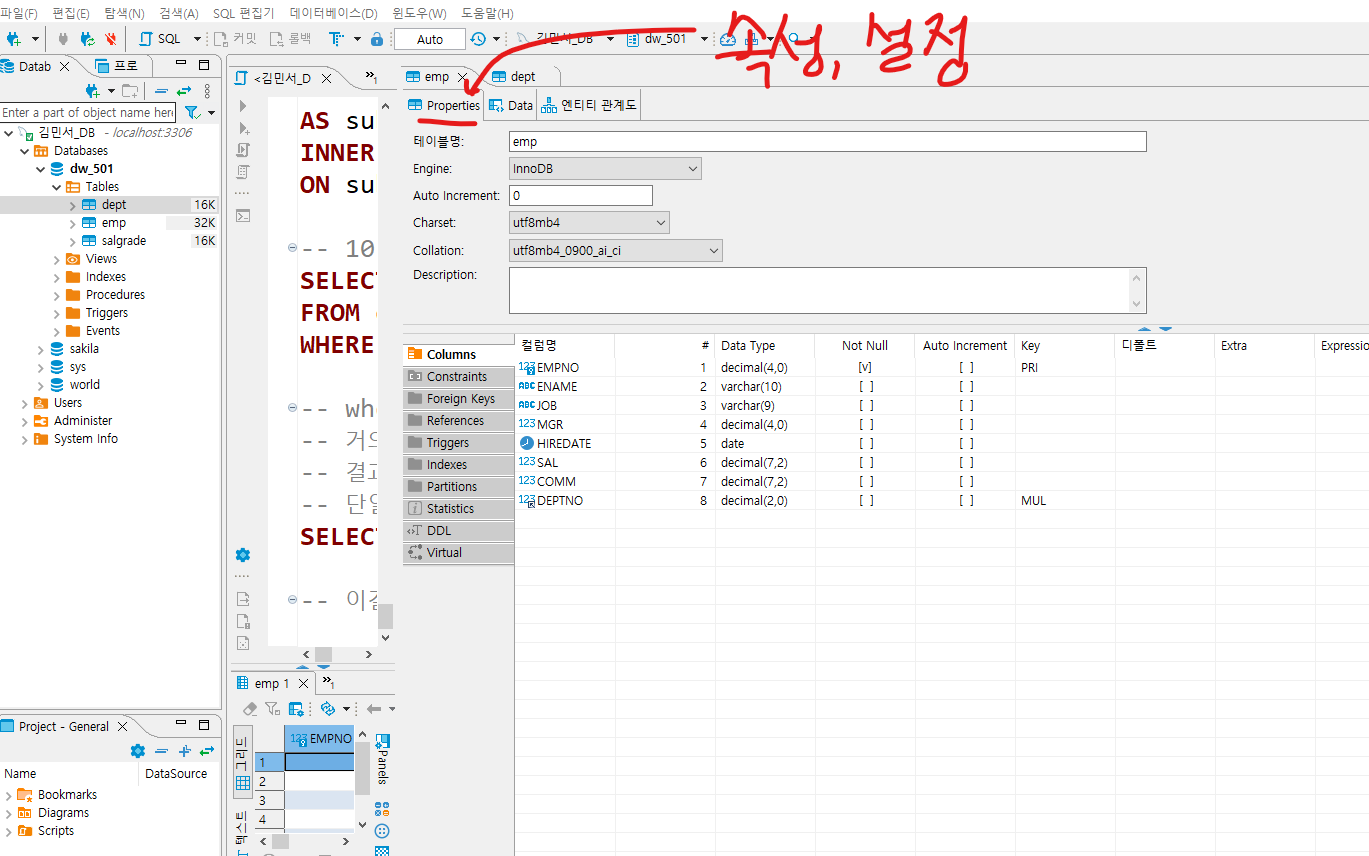 파일(F) 편집(E) 탐색(N) 검색(A) SQL 편집기 데이터베이스(D) 윈도우(W) 도움말(H)
SQL 커밋 롤백 Auto 김민서_DB dw_501
속성, 설정
Datab 프로
Enter a part of object name here
김민서_DB - localhost:3306
Databases
dw_501
Tables
dept 16K
emp 32K
salgrade 16K
Views
Indexes
Procedures
Triggers
Events
sakila
sys
world
Users
Administer
System Info
Project - General
Name DataSource
Bookmarks
Diagrams
Scripts
<김민서_D »1
AS su
INNER
ON su
-- 10
SELECT
FROM
WHERE
-- whe
-- 거의
-- 결과
-- 단일
SELECT
-- 이걸
emp 1 »1
그리드
텍스트
EMPNO
1
2
3
4
Panels
emp dept
Properties Data 엔티티 관계도
테이블명: emp
Engine: InnoDB
Auto Increment: 0
Charset: utf8mb4
Collation: utf8mb4_0900_ai_ci
Description:
Columns
Constraints
Foreign Keys
References
Triggers
Indexes
Partitions
Statistics
DDL
Virtual
컬럼명 # Data Type Not Null Auto Increment Key 디폴트 Extra Expressio
123 EMPNO 1 decimal(4,0) [v] [ ] PRI
ABC ENAME 2 varchar(10) [ ] [ ]
ABC JOB 3 varchar(9) [ ] [ ]
123 MGR 4 decimal(4,0) [ ] [ ]
HIREDATE 5 date [ ] [ ]
123 SAL 6 decimal(7,2) [ ] [ ]
123 COMM 7 decimal(7,2) [ ] [ ]
123 DEPTNO 8 decimal(2,0) [ ] [ ] MUL